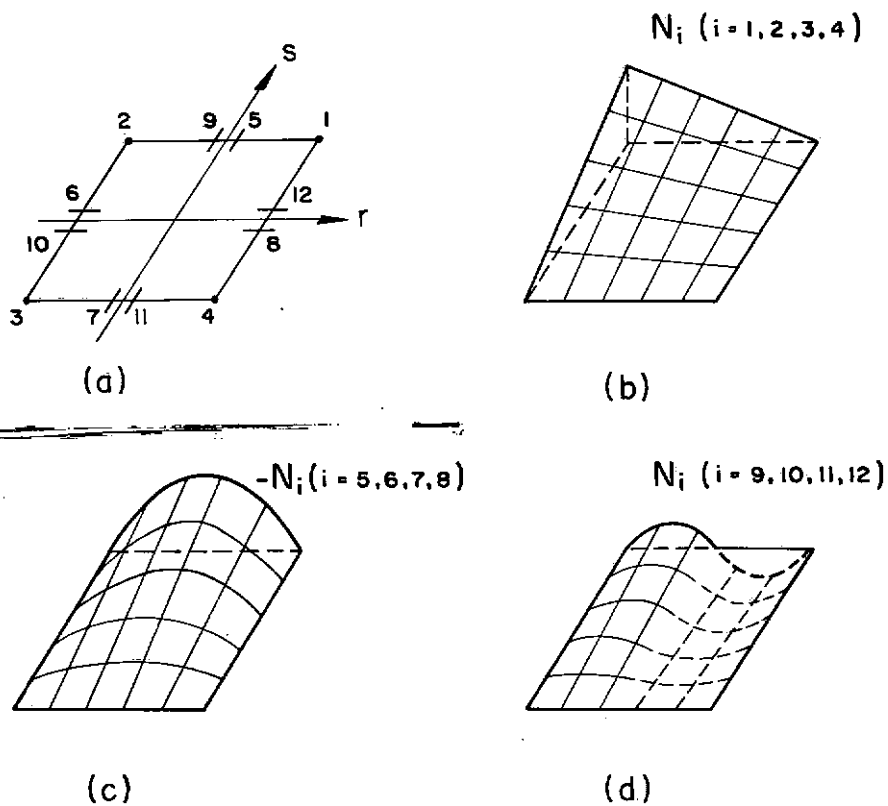 S
2 9 5 1
6 12
r
10 8
3 7 11 4
(a)
N_i (i = 1, 2, 3, 4)
(b)
-N_i (i = 5, 6, 7, 8)
(c)
N_i (i = 9, 10, 11, 12)
(d)